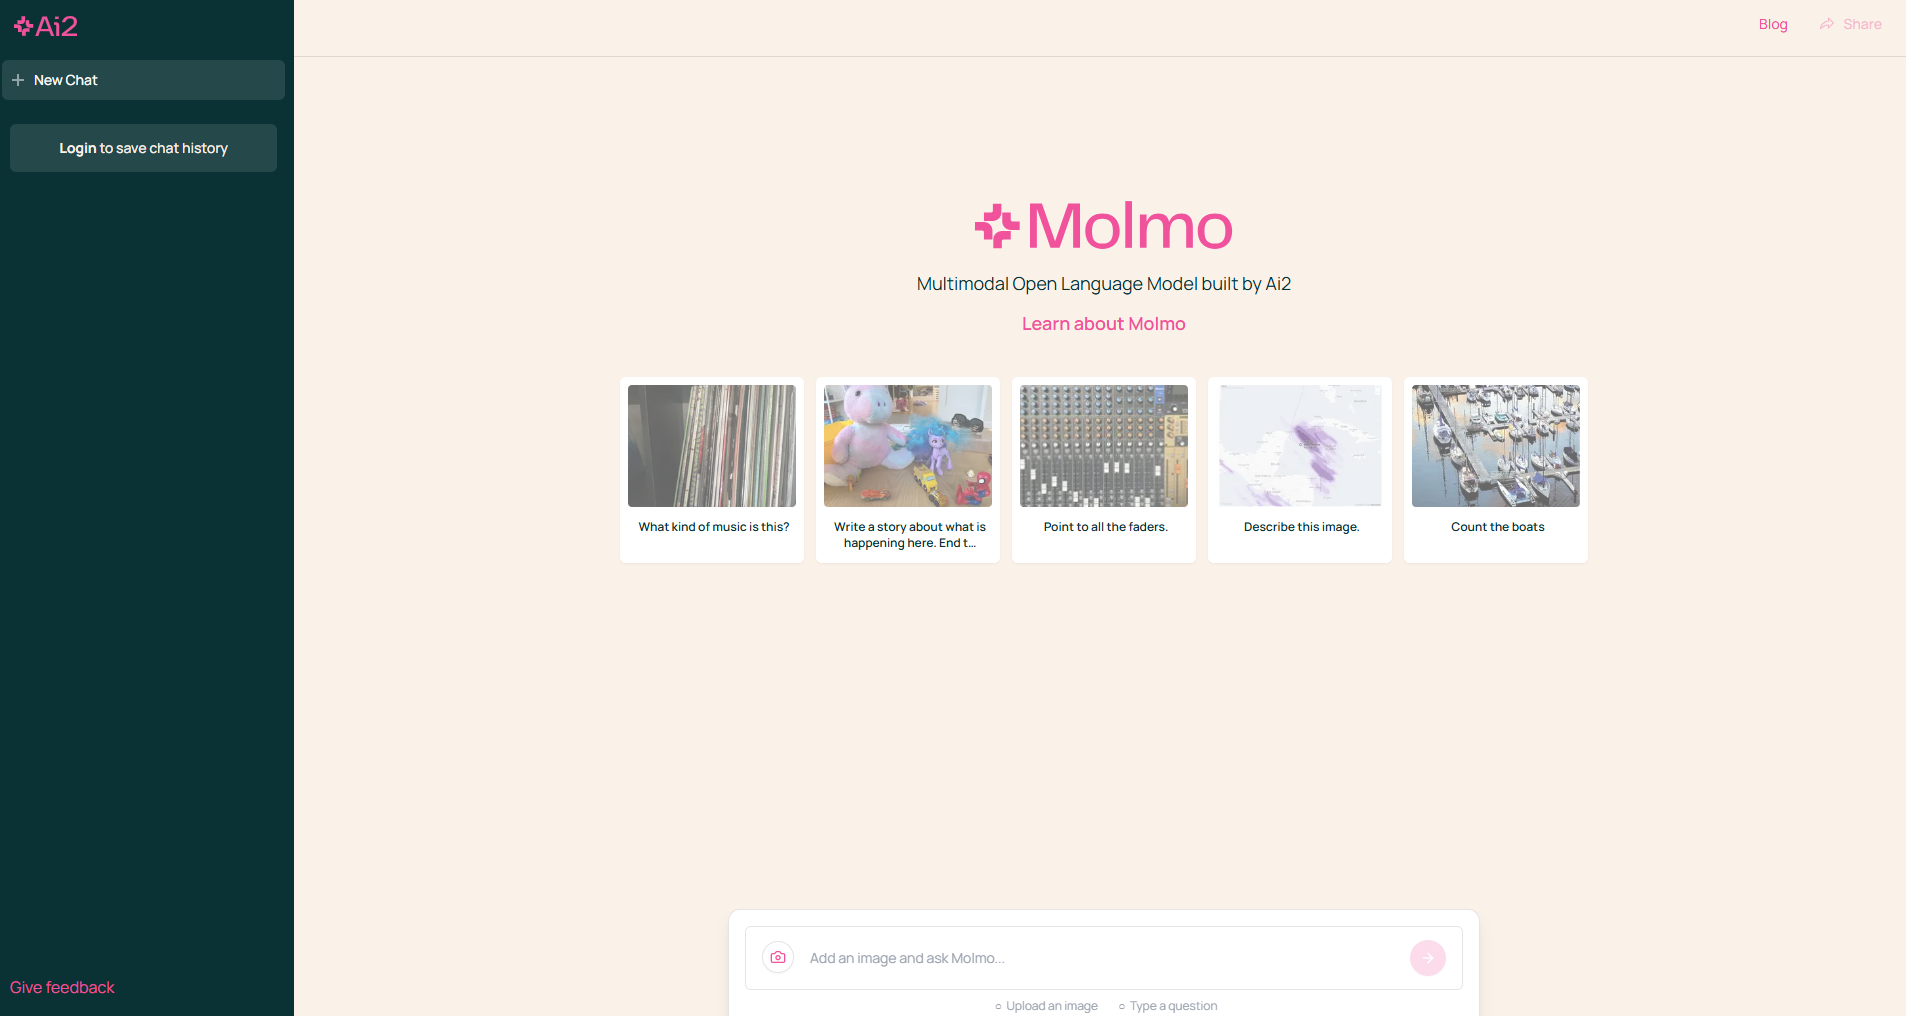 Ai2
New Chat
Login to save chat history
Give feedback
Blog
Share
Molmo
Multimodal Open Language Model built by Ai2
Learn about Molmo
What kind of music is this?
Write a story about what is
happening here. End t...
Point to all the faders.
Describe this image.
Count the boats
Add an image and ask Molmo...
Upload an image
Type a question